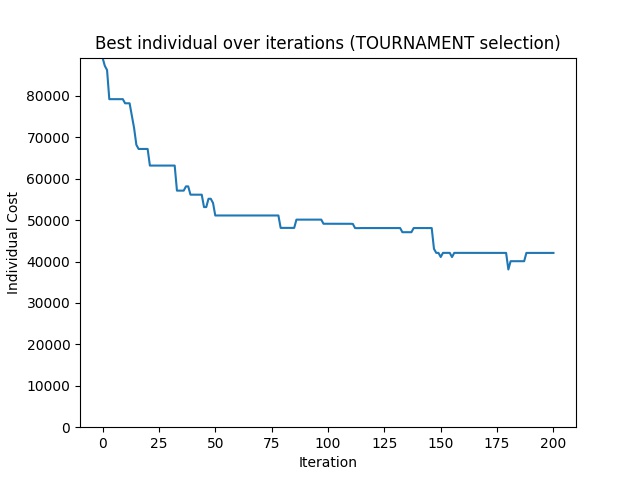 Best individual over iterations (TOURNAMENT selection)
80000
70000
60000
50000
40000
30000
20000
10000
0
Individual Cost
0 25 50 75 100 125 150 175 200
Iteration